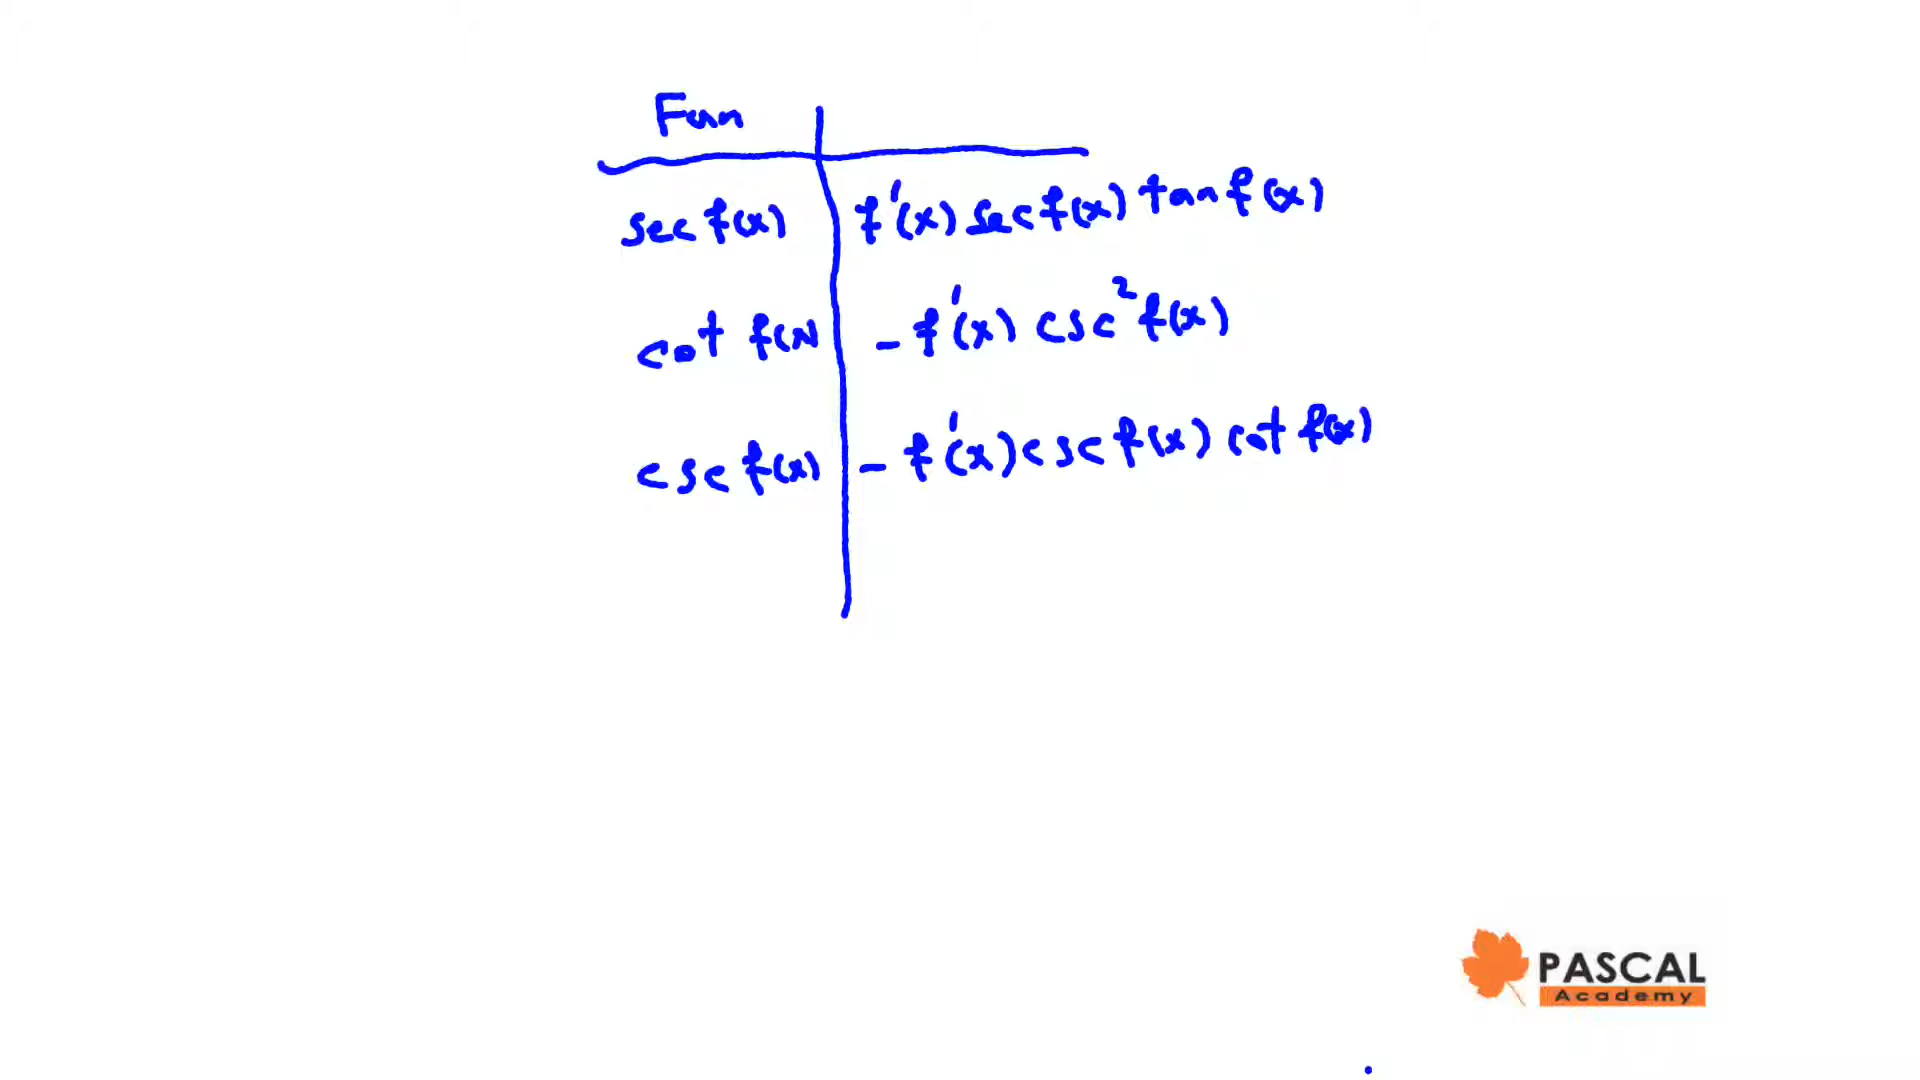 Fun
sec f(x) f'(x) sec f(x) tan f(x)
cot f(x) - f'(x) csc² f(x)
csc f(x) - f'(x) csc f(x) cot f(x)
PASCAL
Academy